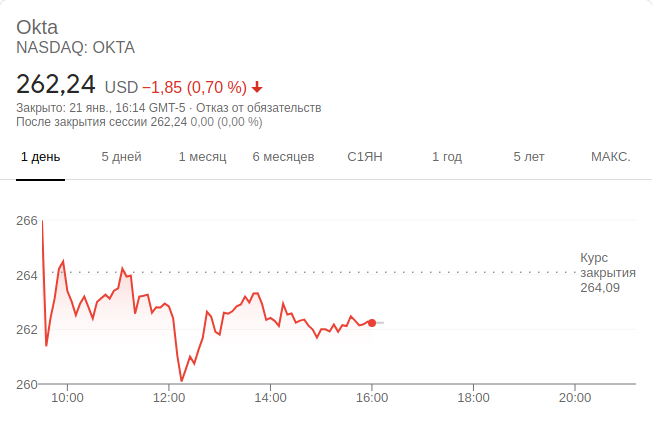 Okta
NASDAQ: OKTA
262,24 USD −1,85 (0,70 %)
Закрыто: 21 янв., 16:14 GMT-5 · Отказ от обязательств
После закрытия сессии 262,24 0,00 (0,00 %)
1 день 5 дней 1 месяц 6 месяцев С1ЯН 1 год 5 лет МАКС.
266
264
262
260
Курс
закрытия
264,09
10:00 12:00 14:00 16:00 18:00 20:00